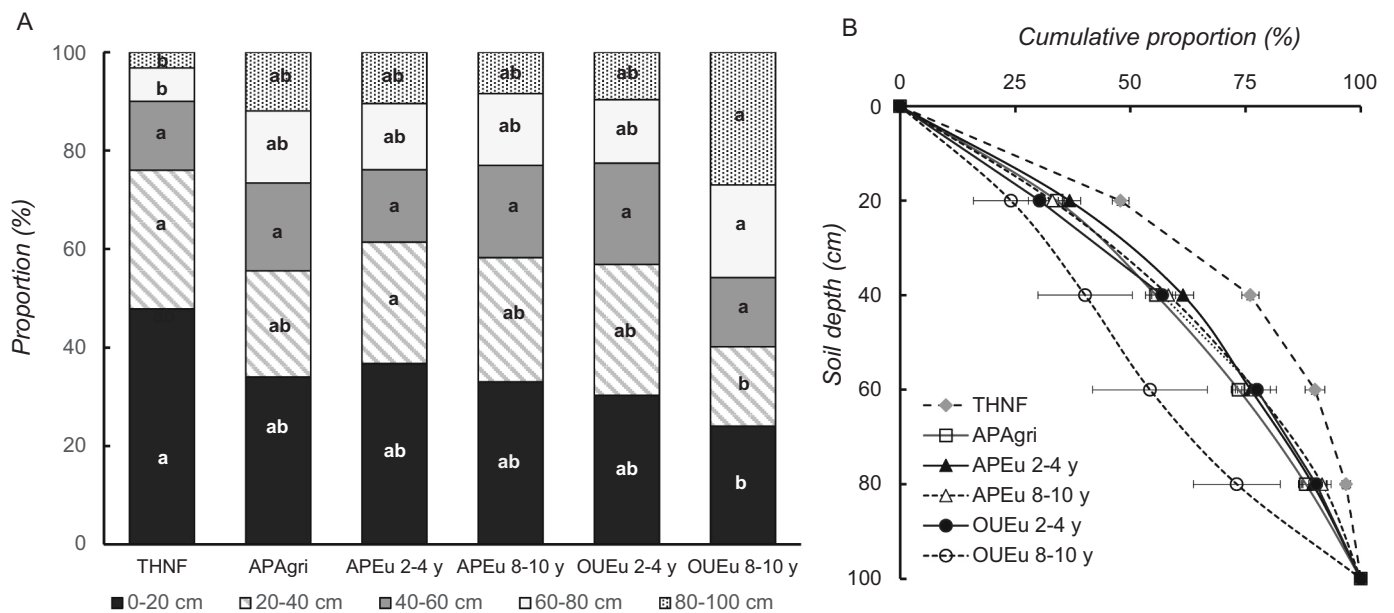 A
Proportion (%)
100
80
60
40
20
0
b
b
a
a
a
ab
ab
a
ab
ab
ab
ab
a
a
ab
ab
ab
a
ab
ab
ab
ab
a
ab
ab
a
a
a
b
b
THNF APAgri APEu 2-4 y APEu 8-10 y OUEu 2-4 y OUEu 8-10 y
0-20 cm 20-40 cm 40-60 cm 60-80 cm 80-100 cm
B
Cumulative proportion (%)
0 25 50 75 100
Soil depth (cm)
0
20
40
60
80
100
THNF
APAgri
APEu 2-4 y
APEu 8-10 y
OUEu 2-4 y
OUEu 8-10 y